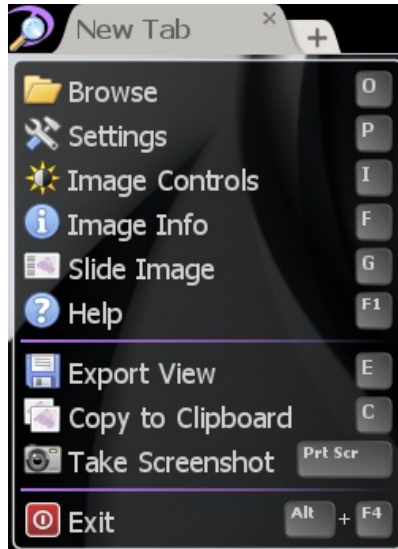 New Tab × +
Browse O
Settings P
Image Controls I
Image Info F
Slide Image G
Help F1
Export View E
Copy to Clipboard C
Take Screenshot Prt Scr
Exit Alt + F4